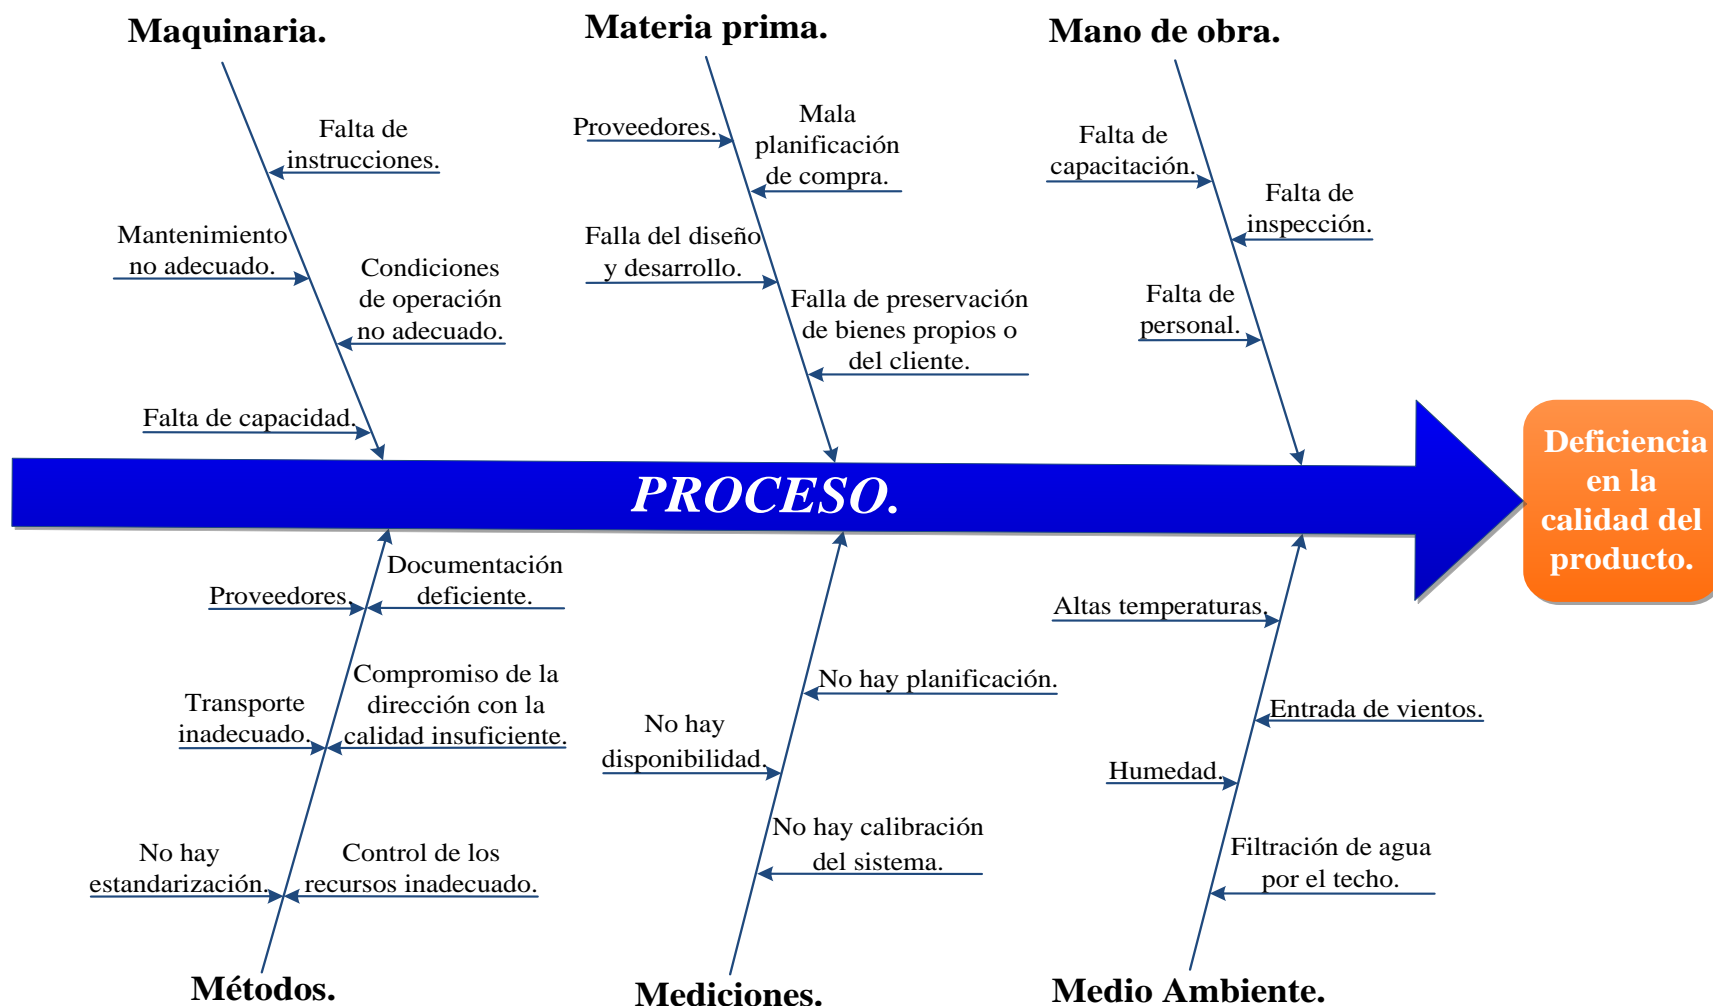 Maquinaria.
Falta de
instrucciones.
Mantenimiento
no adecuado.
Condiciones
de operación
no adecuado.
Falta de capacidad.
Materia prima.
Proveedores.
Mala
planificación
de compra.
Falla del diseño
y desarrollo.
Falla de preservación
de bienes propios o
del cliente.
Mano de obra.
Falta de
capacitación.
Falta de
inspección.
Falta de
personal.
PROCESO.
Deficiencia
en la
calidad del
producto.
Documentación
deficiente.
Proveedores.
Compromiso de la
dirección con la
calidad insuficiente.
Transporte
inadecuado.
No hay
estandarización.
Control de los
recursos inadecuado.
Métodos.
No hay planificación.
No hay
disponibilidad.
No hay calibración
del sistema.
Mediciones.
Altas temperaturas.
Entrada de vientos.
Humedad.
Filtración de agua
por el techo.
Medio Ambiente.